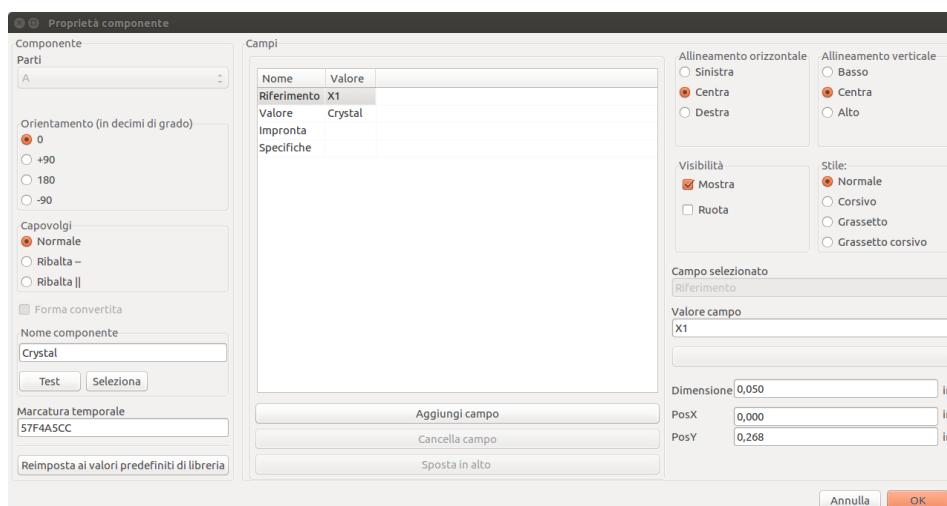 Proprietà componente
Componente
Parti
A
Orientamento (in decimi di grado)
0
+90
180
-90
Capovolgi
Normale
Ribalta --
Ribalta ||
Forma convertita
Nome componente
Crystal
Test Seleziona
Marcatura temporale
57F4A5CC
Reimposta ai valori predefiniti di libreria
Campi
Nome Valore
Riferimento X1
Valore Crystal
Impronta
Specifiche
Aggiungi campo
Cancella campo
Sposta in alto
Allineamento orizzontale
Sinistra
Centra
Destra
Allineamento verticale
Basso
Centra
Alto
Visibilità
Mostra
Ruota
Stile:
Normale
Corsivo
Grassetto
Grassetto corsivo
Campo selezionato
Riferimento
Valore campo
X1
Dimensione 0,050
PosX 0,000
PosY 0,268
Annulla OK